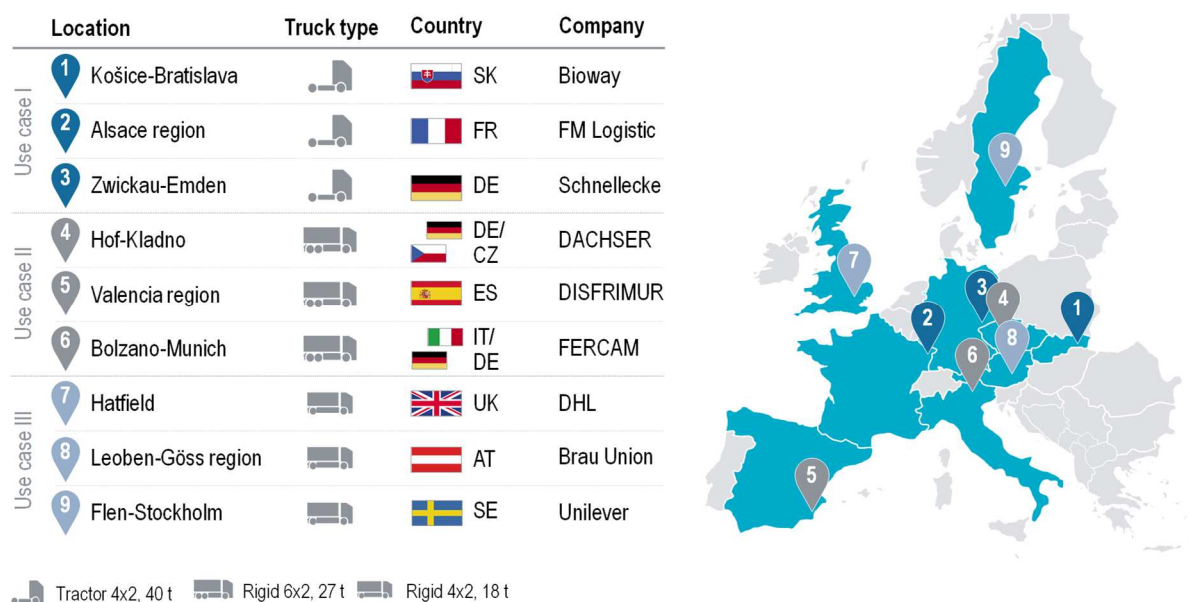 Location Truck type Country Company
Use case I
1 Košice-Bratislava SK Bioway
2 Alsace region FR FM Logistic
3 Zwickau-Emden DE Schnellecke
Use case II
4 Hof-Kladno DE/ CZ DACHSER
5 Valencia region ES DISFRIMUR
6 Bolzano-Munich IT/ DE FERCAM
Use case III
7 Hatfield UK DHL
8 Leoben-Göss region AT Brau Union
9 Flen-Stockholm SE Unilever
Tractor 4x2, 40 t Rigid 6x2, 27 t Rigid 4x2, 18 t
9
7
3
4
1
2
8
6
5